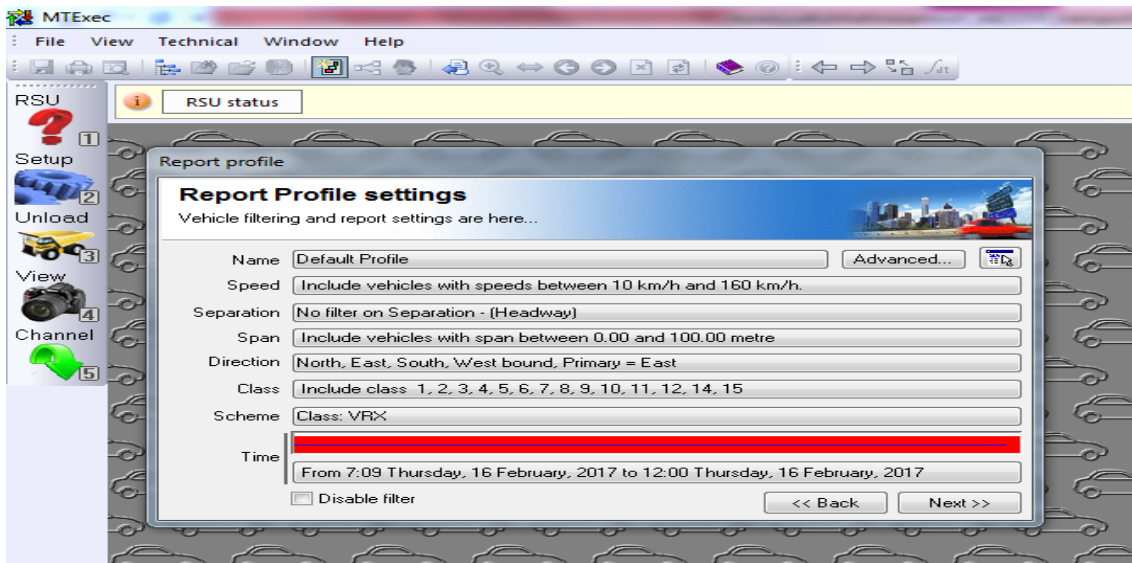 MTExec
File View Technical Window Help
RSU
1
RSU status
Setup
2
Unload
3
View
4
Channel
5
Report profile
Report Profile settings
Vehicle filtering and report settings are here...
Name Default Profile Advanced...
Speed Include vehicles with speeds between 10 km/h and 160 km/h.
Separation No filter on Separation - (Headway)
Span Include vehicles with span between 0.00 and 100.00 metre
Direction North, East, South, West bound, Primary = East
Class Include class 1, 2, 3, 4, 5, 6, 7, 8, 9, 10, 11, 12, 14, 15
Scheme Class: VRX
Time
From 7:09 Thursday, 16 February, 2017 to 12:00 Thursday, 16 February, 2017
Disable filter << Back Next >>